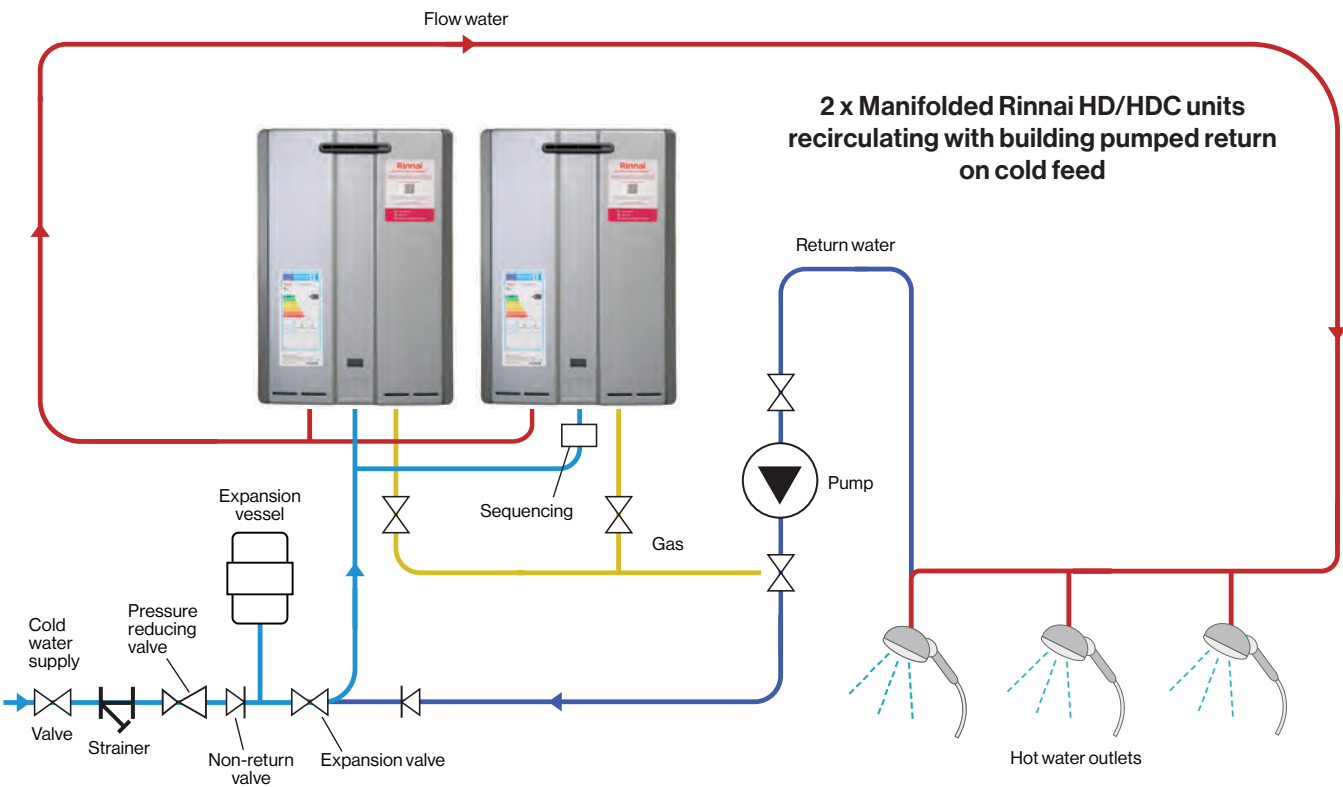 Flow water
2 x Manifolded Rinnai HD/HDC units
recirculating with building pumped return
on cold feed
Rinnai
Rinnai
Return water
Pump
Sequencing
Gas
Expansion
vessel
Pressure
reducing
valve
Cold
water
supply
Valve
Strainer
Non-return
valve
Expansion valve
Hot water outlets